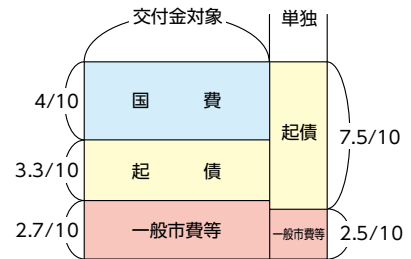 交付金対象 単独
4/10 国 費
起債 7.5/10
3.3/10 起 債
2.7/10 一般市費等 一般市費等 2.5/10